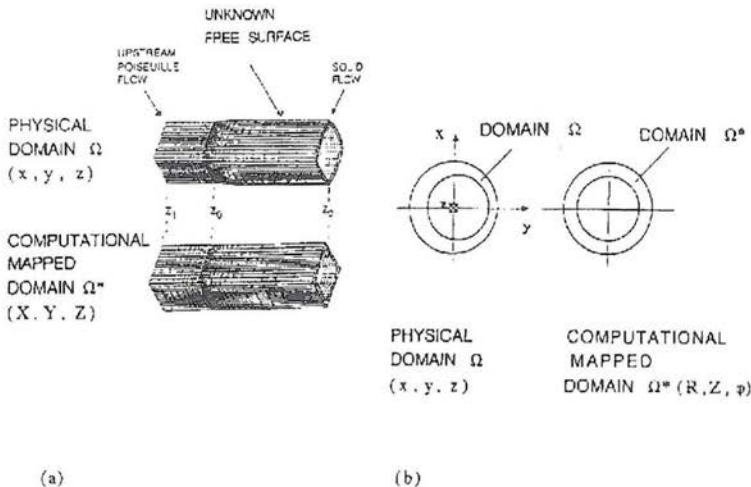 UNKNOWN
FREE SURFACE
UPSTREAM
POISEUILLE
FLOW
SOLID
FLOW
PHYSICAL
DOMAIN Ω
(x, y, z)
z₁ z₀ z₂
COMPUTATIONAL
MAPPED
DOMAIN Ω*
(X, Y, Z)
(a)
x
DOMAIN Ω
DOMAIN Ω*
z
y
PHYSICAL
DOMAIN Ω
(x, y, z)
COMPUTATIONAL
MAPPED
DOMAIN Ω* (R, Z, φ)
(b)